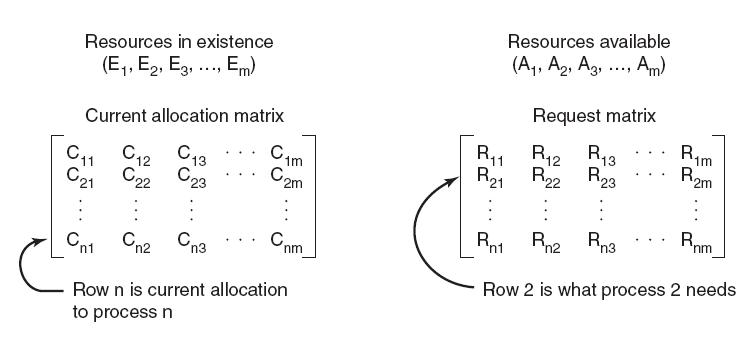 Resources in existence
(E1, E2, E3, ..., Em)
Current allocation matrix
C11 C12 C13 · · · C1m
C21 C22 C23 · · · C2m
Cn1 Cn2 Cn3 · · · Cnm
Row n is current allocation
to process n
Resources available
(A1, A2, A3, ..., Am)
Request matrix
R11 R12 R13 · · · R1m
R21 R22 R23 · · · R2m
Rn1 Rn2 Rn3 · · · Rnm
Row 2 is what process 2 needs